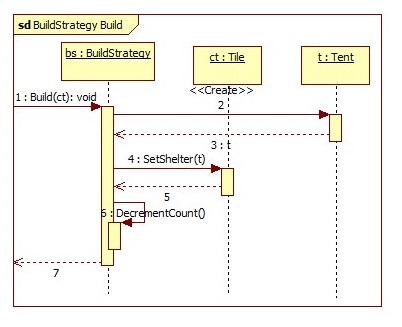 sd BuildStrategy Build
bs : BuildStrategy
ct : Tile
t : Tent
<<Create>>
1 : Build(ct): void
2
3 : t
4 : SetShelter(t)
5
6 : DecrementCount()
7